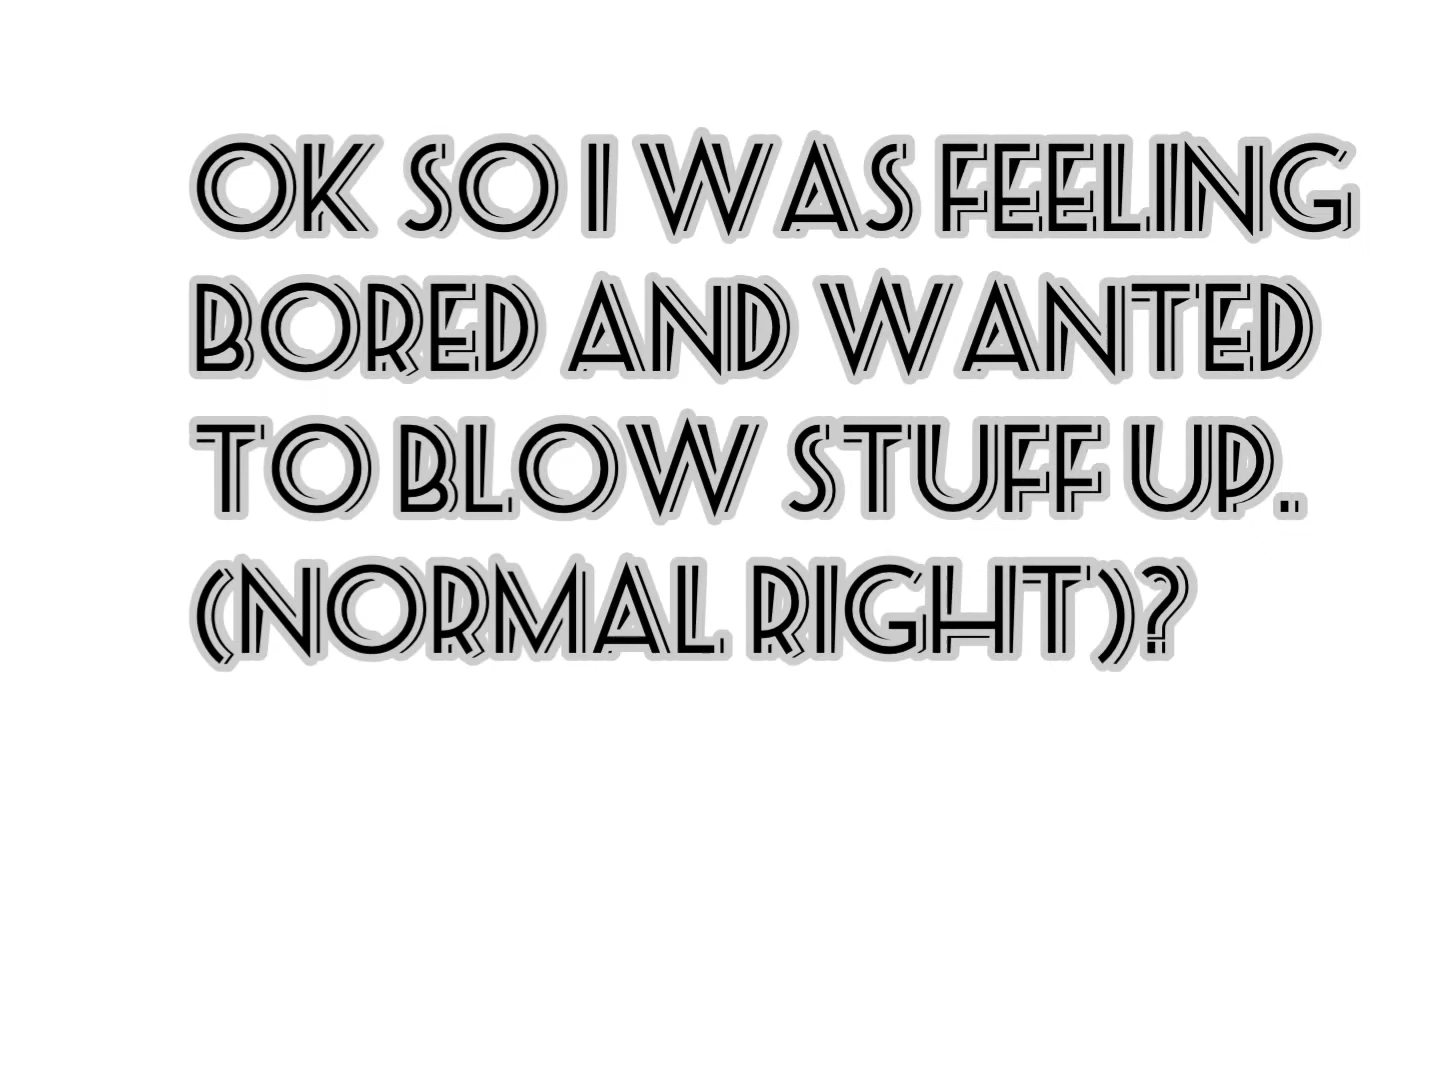 OK SO I WAS FEELING
BORED AND WANTED
TO BLOW STUFF UP..
(NORMAL RIGHT)?